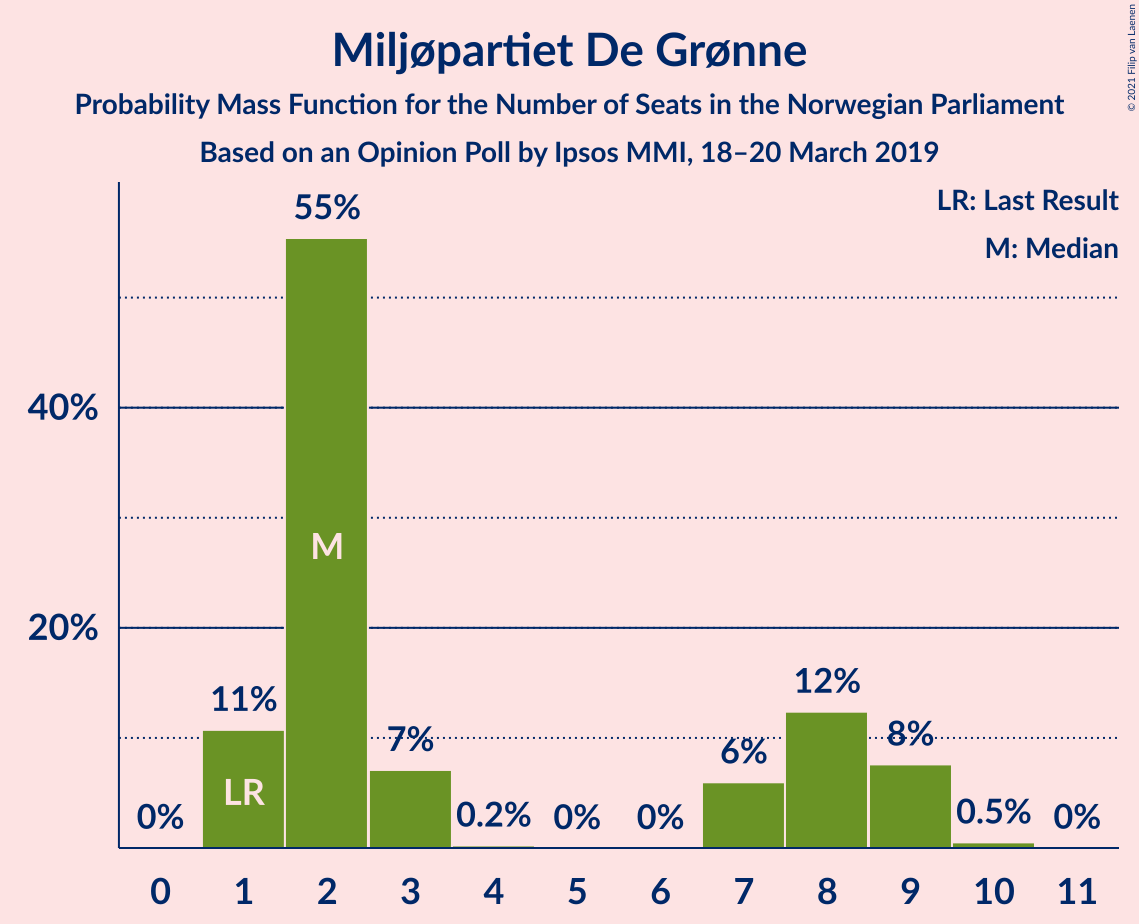 Miljøpartiet De Grønne
Probability Mass Function for the Number of Seats in the Norwegian Parliament
Based on an Opinion Poll by Ipsos MMI, 18–20 March 2019
© 2021 Filip van Laenen
LR: Last Result
M: Median
55%
40%
M
20%
11%
7%
6%
12%
8%
LR
0%
0.2%
0%
0%
0.5%
0%
0 1 2 3 4 5 6 7 8 9 10 11